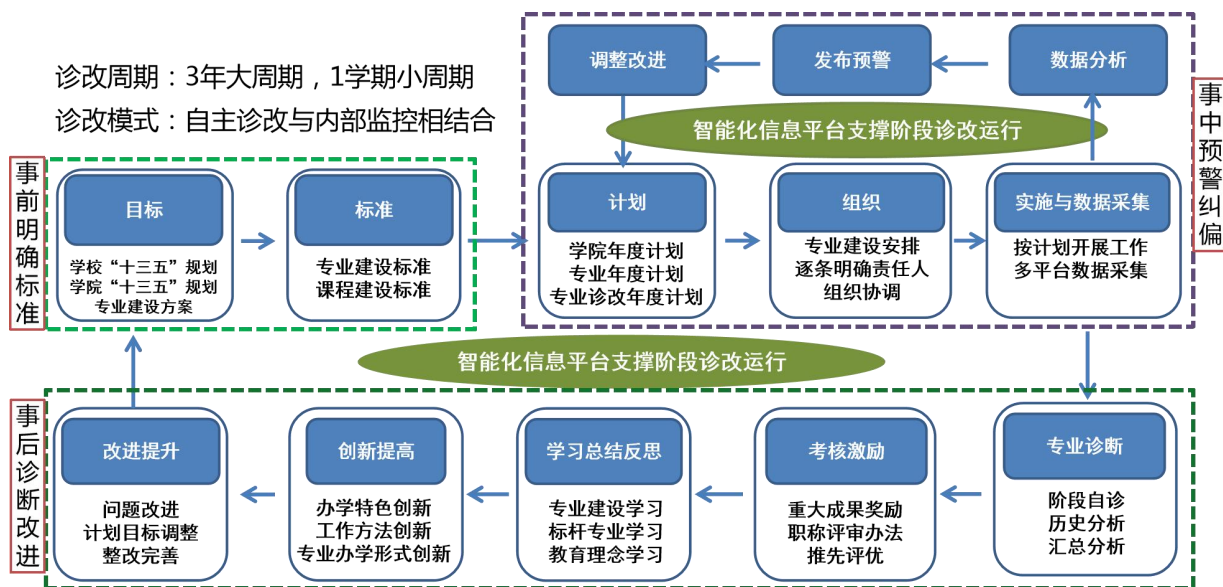 诊改周期：3年大周期，1学期小周期
诊改模式：自主诊改与内部监控相结合
事前明确标准
目标
学校“十三五”规划
学院“十三五”规划
专业建设方案
标准
专业建设标准
课程建设标准
调整改进
发布预警
数据分析
智能化信息平台支撑阶段诊改运行
事中预警纠偏
计划
学院年度计划
专业年度计划
专业诊改年度计划
组织
专业建设安排
逐条明确责任人
组织协调
实施与数据采集
按计划开展工作
多平台数据采集
智能化信息平台支撑阶段诊改运行
事后诊断改进
改进提升
问题改进
计划目标调整
整改完善
创新提高
办学特色创新
工作方法创新
专业办学形式创新
学习总结反思
专业建设学习
标杆专业学习
教育理念学习
考核激励
重大成果奖励
职称评审办法
推先评优
专业诊断
阶段自诊
历史分析
汇总分析